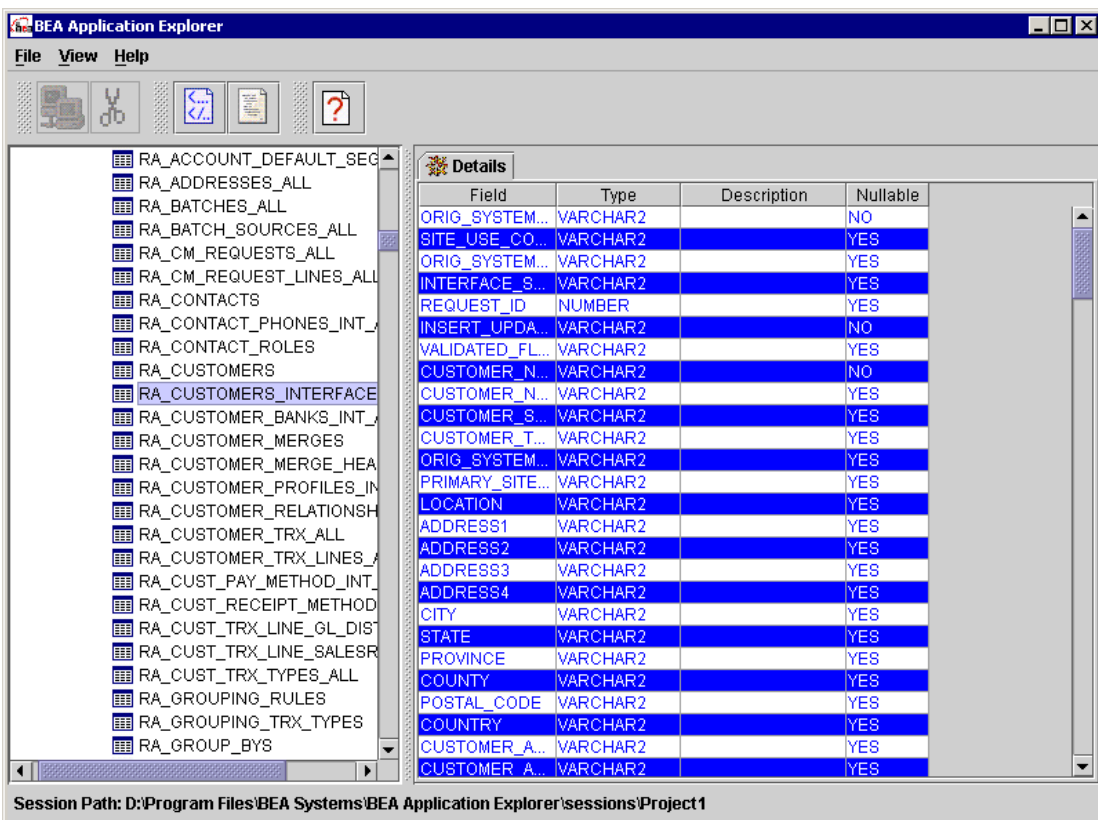 BEA Application Explorer
File View Help
RA_ACCOUNT_DEFAULT_SEG
RA_ADDRESSES_ALL
RA_BATCHES_ALL
RA_BATCH_SOURCES_ALL
RA_CM_REQUESTS_ALL
RA_CM_REQUEST_LINES_ALL
RA_CONTACTS
RA_CONTACT_PHONES_INT_A
RA_CONTACT_ROLES
RA_CUSTOMERS
RA_CUSTOMERS_INTERFACE
RA_CUSTOMER_BANKS_INT_A
RA_CUSTOMER_MERGES
RA_CUSTOMER_MERGE_HEA
RA_CUSTOMER_PROFILES_IN
RA_CUSTOMER_RELATIONSH
RA_CUSTOMER_TRX_ALL
RA_CUSTOMER_TRX_LINES_A
RA_CUST_PAY_METHOD_INT_
RA_CUST_RECEIPT_METHOD
RA_CUST_TRX_LINE_GL_DIST
RA_CUST_TRX_LINE_SALESR
RA_CUST_TRX_TYPES_ALL
RA_GROUPING_RULES
RA_GROUPING_TRX_TYPES
RA_GROUP_BYS
Details
Field Type Description Nullable
ORIG_SYSTEM... VARCHAR2 NO
SITE_USE_CO... VARCHAR2 YES
ORIG_SYSTEM... VARCHAR2 YES
INTERFACE_S... VARCHAR2 YES
REQUEST_ID NUMBER YES
INSERT_UPDA... VARCHAR2 NO
VALIDATED_FL... VARCHAR2 YES
CUSTOMER_N... VARCHAR2 NO
CUSTOMER_N... VARCHAR2 YES
CUSTOMER_S... VARCHAR2 YES
CUSTOMER_T... VARCHAR2 YES
ORIG_SYSTEM... VARCHAR2 YES
PRIMARY_SITE... VARCHAR2 YES
LOCATION VARCHAR2 YES
ADDRESS1 VARCHAR2 YES
ADDRESS2 VARCHAR2 YES
ADDRESS3 VARCHAR2 YES
ADDRESS4 VARCHAR2 YES
CITY VARCHAR2 YES
STATE VARCHAR2 YES
PROVINCE VARCHAR2 YES
COUNTY VARCHAR2 YES
POSTAL_CODE VARCHAR2 YES
COUNTRY VARCHAR2 YES
CUSTOMER_A... VARCHAR2 YES
CUSTOMER_A... VARCHAR2 YES
Session Path: D:\Program Files\BEA Systems\BEA Application Explorer\sessions\Project1